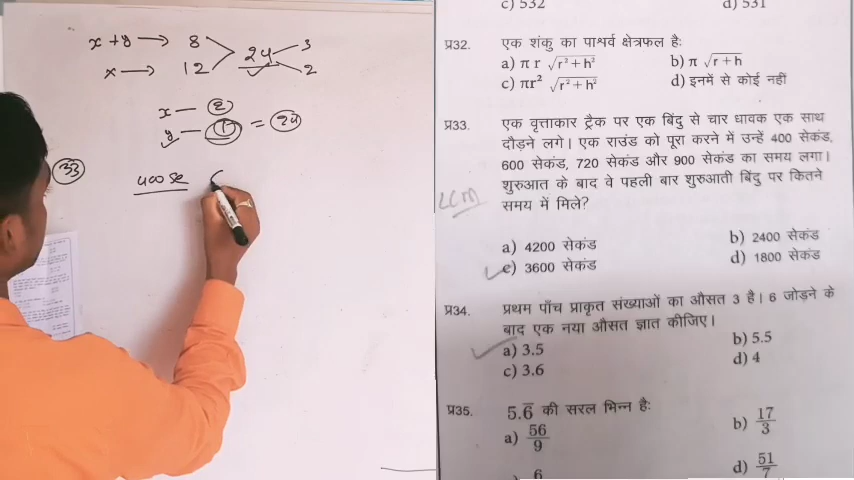 x + y → 8
x → 12
24
3
2
x — 2
y — 1 = 24
33
400 se
LCM
c) 532 d) 531
प्र32. एक शंकु का पार्श्व क्षेत्रफल है:
a) π r √r² + h² b) π √r + h
c) πr² √r² + h² d) इनमें से कोई नहीं
प्र33. एक वृत्ताकार ट्रैक पर एक बिंदु से चार धावक एक साथ
दौड़ने लगे। एक राउंड को पूरा करने में उन्हें 400 सेकंड,
600 सेकंड, 720 सेकंड और 900 सेकंड का समय लगा।
शुरुआत के बाद वे पहली बार शुरुआती बिंदु पर कितने
समय में मिले?
a) 4200 सेकंड b) 2400 सेकंड
c) 3600 सेकंड d) 1800 सेकंड
प्र34. प्रथम पाँच प्राकृत संख्याओं का औसत 3 है। 6 जोड़ने के
बाद एक नया औसत ज्ञात कीजिए।
a) 3.5 b) 5.5
c) 3.6 d) 4
प्र35. 5.6̅ की सरल भिन्न है:
a) 56/9 b) 17/3
6 d) 51/7